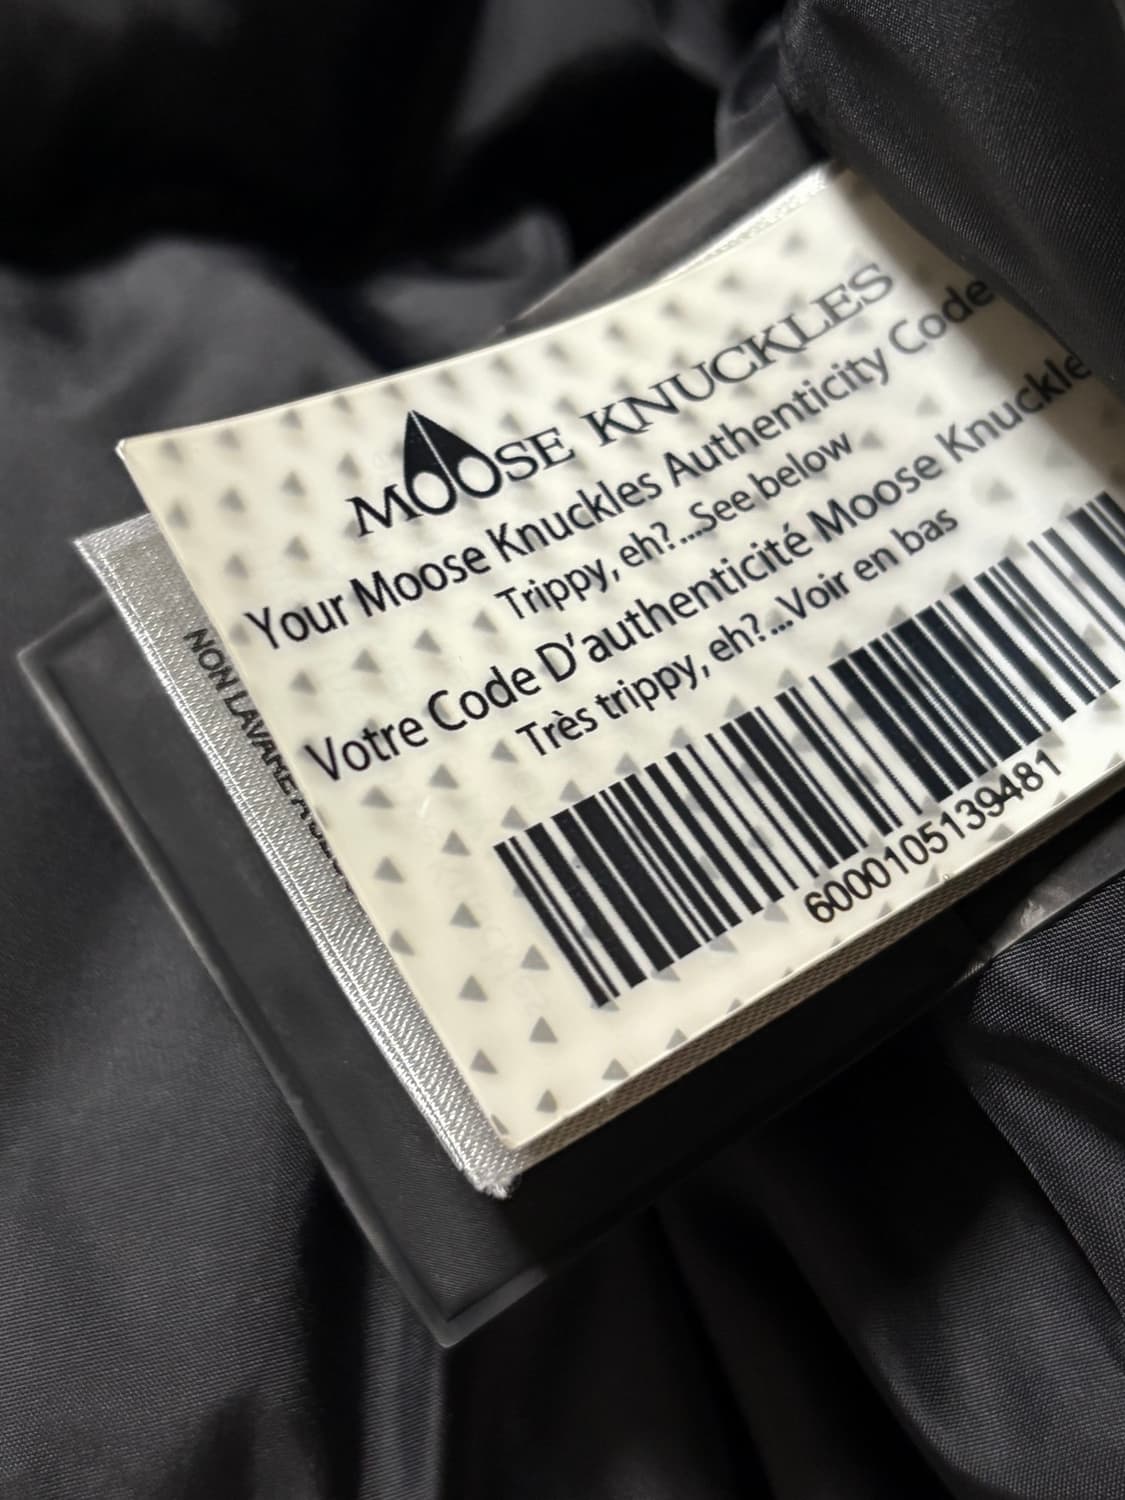 MOOSE KNUCKLES
Your Moose Knuckles Authenticity Code
Trippy, eh?...See below
Votre Code D'authenticité Moose Knuckle
Très trippy, eh?...Voir en bas
6000105139481
NON LAVARE A